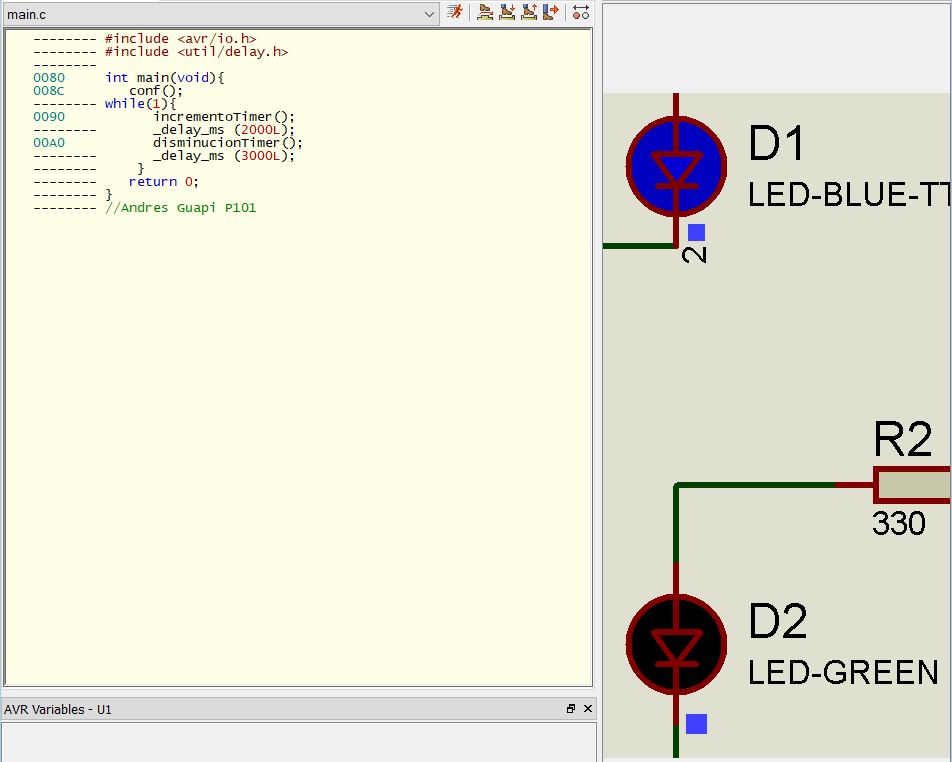 main.c
-------- #include <avr/io.h>
-------- #include <util/delay.h>
--------
0080 int main(void){
008C conf();
-------- while(1){
0090 incrementoTimer();
-------- _delay_ms (2000L);
00A0 disminucionTimer();
-------- _delay_ms (3000L);
-------- }
-------- return 0;
-------- }
-------- //Andres Guapi P101
AVR Variables - U1
D1
LED-BLUE-TT
2
R2
330
D2
LED-GREEN